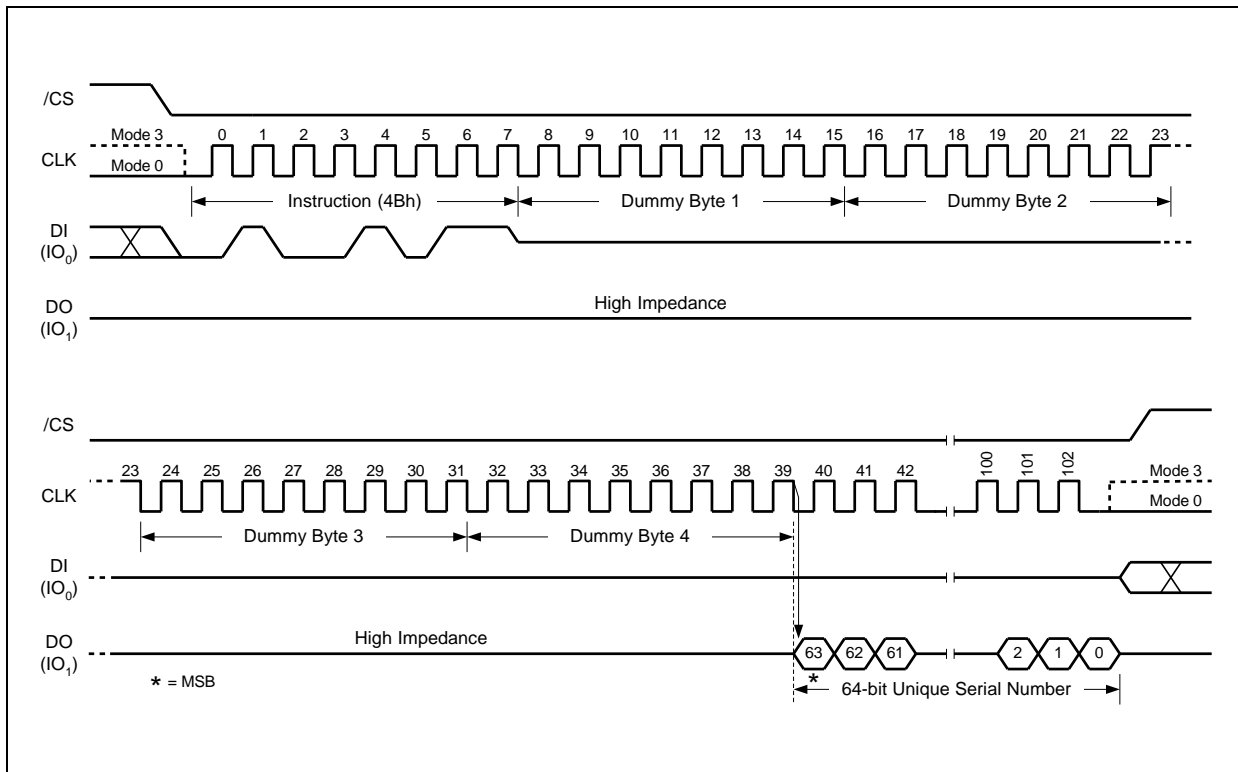 /CS
Mode 3
0 1 2 3 4 5 6 7 8 9 10 11 12 13 14 15 16 17 18 19 20 21 22 23
CLK
Mode 0
Instruction (4Bh) Dummy Byte 1 Dummy Byte 2
DI
(IO0)
High Impedance
DO
(IO1)
/CS
23 24 25 26 27 28 29 30 31 32 33 34 35 36 37 38 39 40 41 42 100 101 102
Mode 3
CLK
Mode 0
Dummy Byte 3 Dummy Byte 4
DI
(IO0)
High Impedance
DO
(IO1)
63 62 61 2 1 0
* = MSB
*
64-bit Unique Serial Number